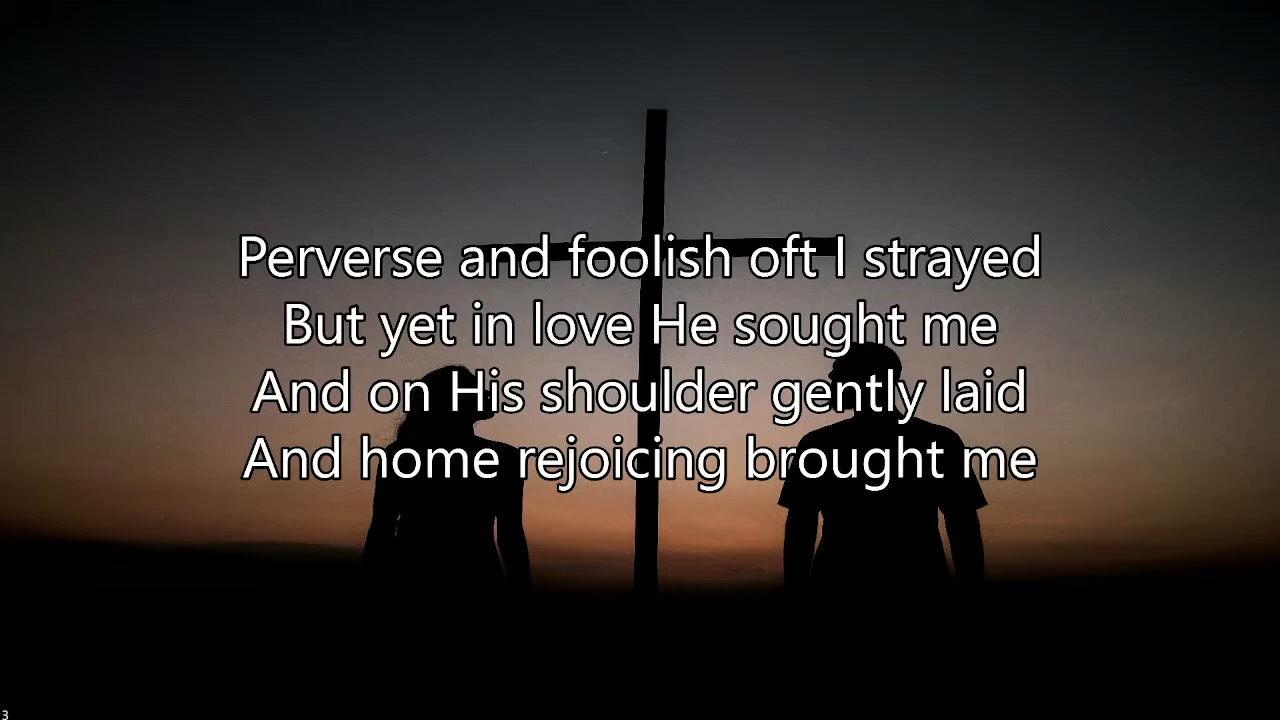 Perverse and foolish oft I strayed
But yet in love He sought me
And on His shoulder gently laid
And home rejoicing brought me
3